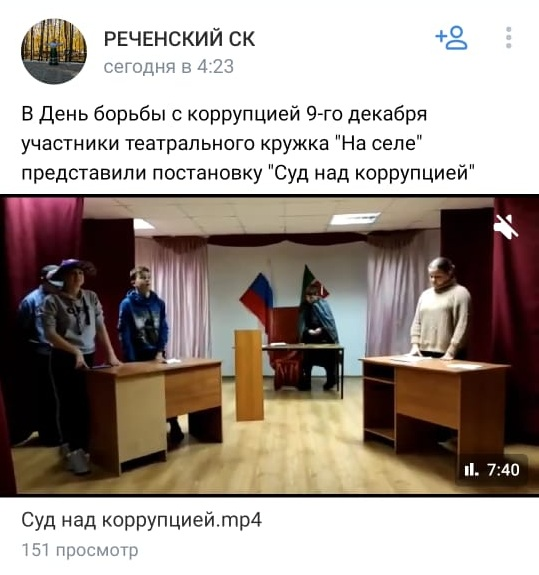 РЕЧЕНСКИЙ СК
сегодня в 4:23
В День борьбы с коррупцией 9-го декабря
участники театрального кружка "На селе"
представили постановку "Суд над коррупцией"
7:40
Суд над коррупцией.mp4
151 просмотр